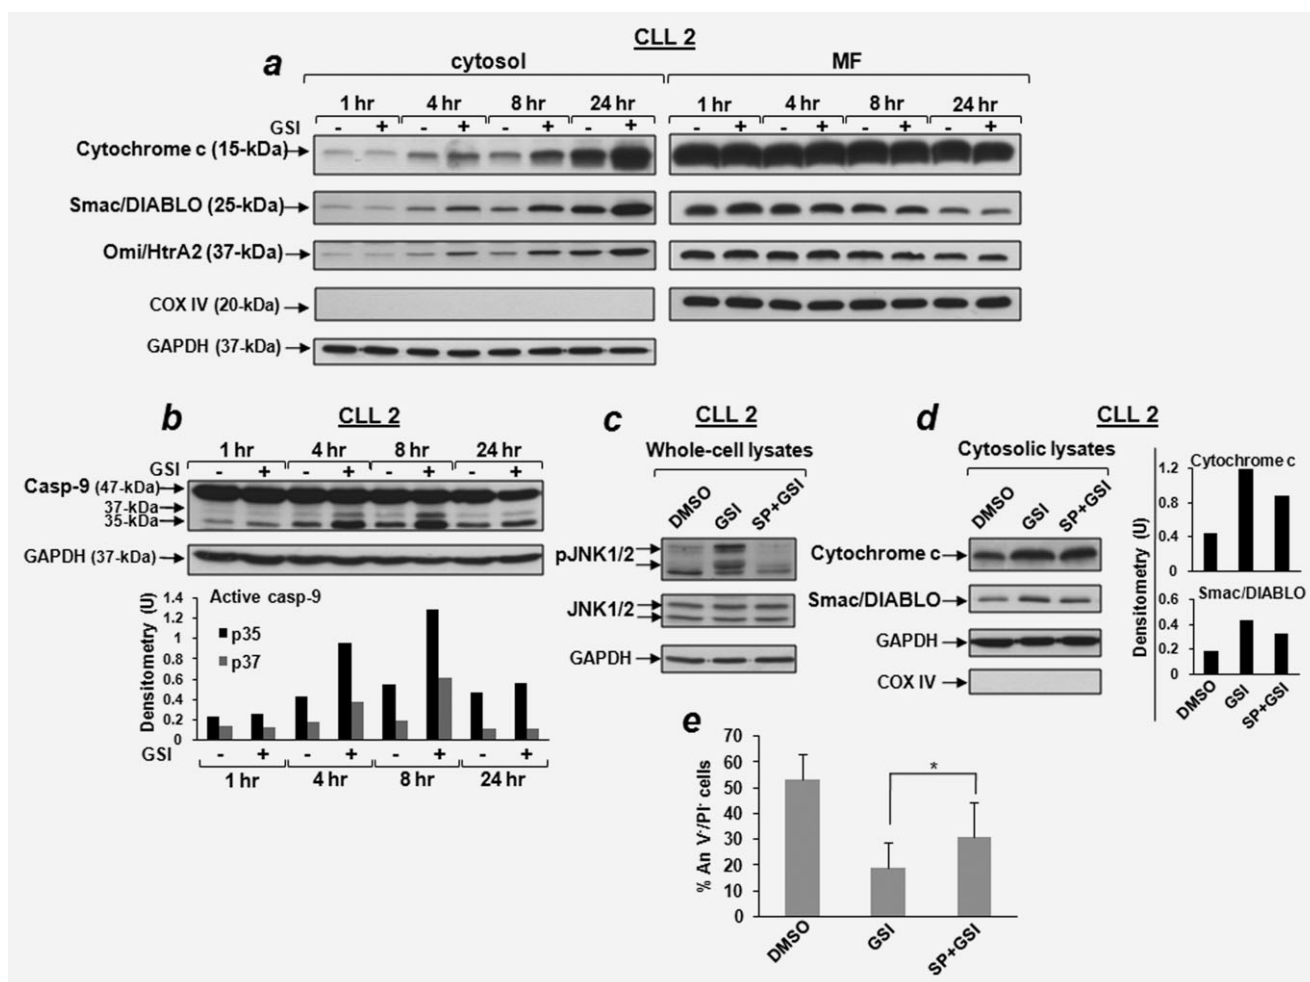 CLL 2
a
cytosol
MF
1 hr 4 hr 8 hr 24 hr 1 hr 4 hr 8 hr 24 hr
GSI - + - + - + - + - + - + - + - +
Cytochrome c (15-kDa)
Smac/DIABLO (25-kDa)
Omi/HtrA2 (37-kDa)
COX IV (20-kDa)
GAPDH (37-kDa)
b
CLL 2
1 hr 4 hr 8 hr 24 hr
GSI - + - + - + - +
Casp-9 (47-kDa)
37-kDa
35-kDa
GAPDH (37-kDa)
Densitometry (U)
Active casp-9
p35
p37
1.4
1.2
1
0.8
0.6
0.4
0.2
0
GSI - + - + - + - +
1 hr 4 hr 8 hr 24 hr
c
CLL 2
Whole-cell lysates
DMSO GSI SP+GSI
pJNK1/2
JNK1/2
GAPDH
d
CLL 2
Cytosolic lysates
DMSO GSI SP+GSI
Cytochrome c
Smac/DIABLO
GAPDH
COX IV
Densitometry (U)
Cytochrome c
1.2
0.8
0.4
0
Smac/DIABLO
0.6
0.4
0.2
0
DMSO GSI SP+GSI
e
% An V-/PI- cells
70
60
50
40
30
20
10
0
*
DMSO GSI SP+GSI